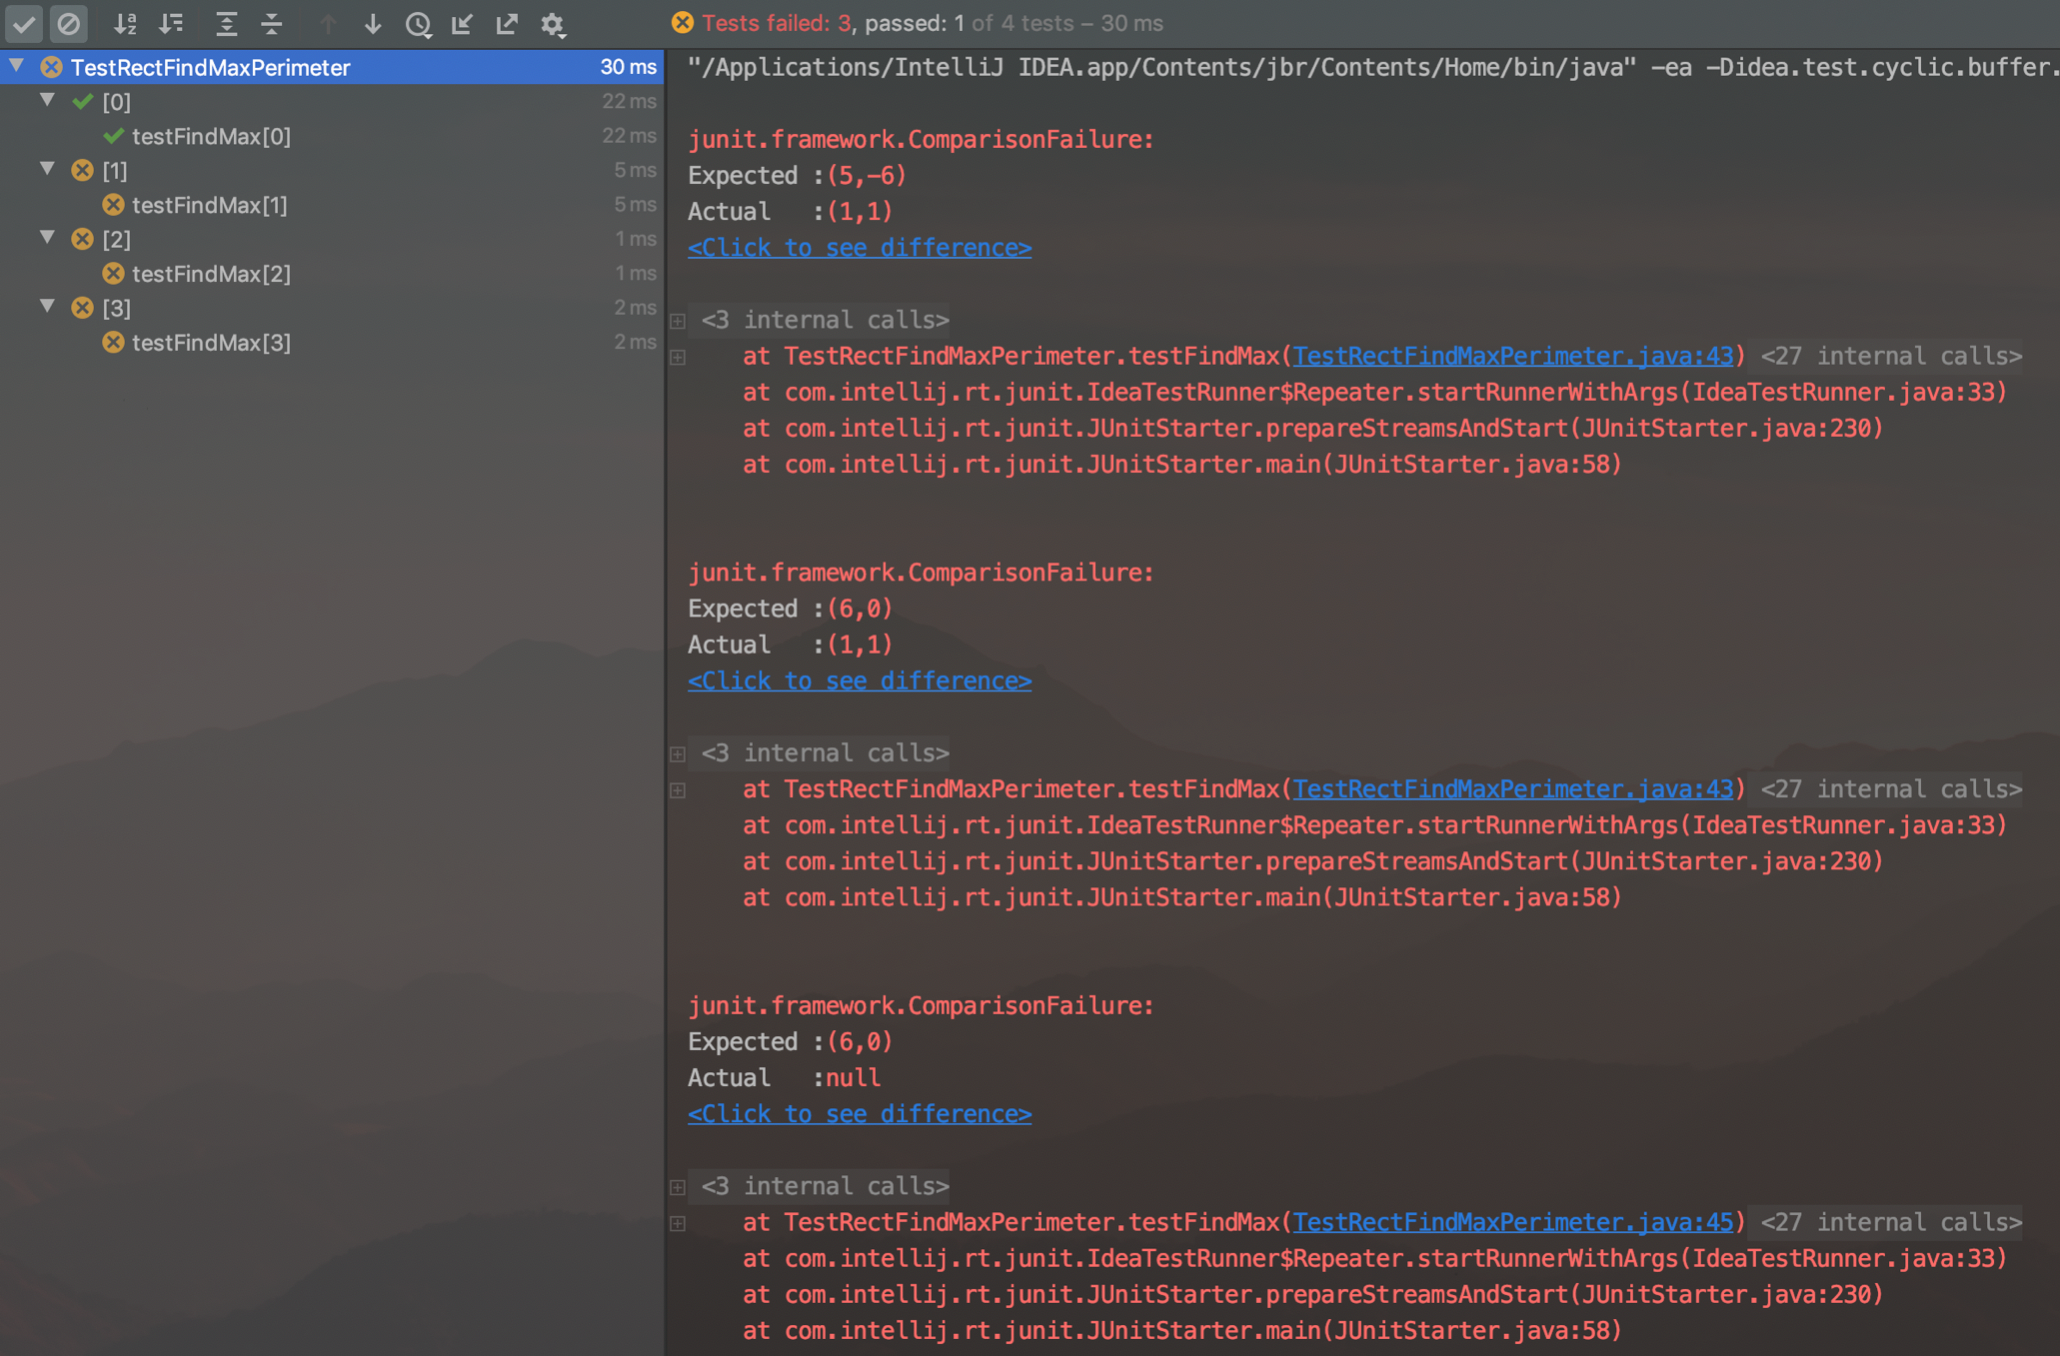 Tests failed: 3, passed: 1 of 4 tests – 30 ms
TestRectFindMaxPerimeter 30 ms
[0] 22 ms
testFindMax[0] 22 ms
[1] 5 ms
testFindMax[1] 5 ms
[2] 1 ms
testFindMax[2] 1 ms
[3] 2 ms
testFindMax[3] 2 ms
"/Applications/IntelliJ IDEA.app/Contents/jbr/Contents/Home/bin/java" -ea -Didea.test.cyclic.buffer.
junit.framework.ComparisonFailure:
Expected :(5,-6)
Actual   :(1,1)
<Click to see difference>
<3 internal calls>
at TestRectFindMaxPerimeter.testFindMax(TestRectFindMaxPerimeter.java:43) <27 internal calls>
at com.intellij.rt.junit.IdeaTestRunner$Repeater.startRunnerWithArgs(IdeaTestRunner.java:33)
at com.intellij.rt.junit.JUnitStarter.prepareStreamsAndStart(JUnitStarter.java:230)
at com.intellij.rt.junit.JUnitStarter.main(JUnitStarter.java:58)
junit.framework.ComparisonFailure:
Expected :(6,0)
Actual   :(1,1)
<Click to see difference>
<3 internal calls>
at TestRectFindMaxPerimeter.testFindMax(TestRectFindMaxPerimeter.java:43) <27 internal calls>
at com.intellij.rt.junit.IdeaTestRunner$Repeater.startRunnerWithArgs(IdeaTestRunner.java:33)
at com.intellij.rt.junit.JUnitStarter.prepareStreamsAndStart(JUnitStarter.java:230)
at com.intellij.rt.junit.JUnitStarter.main(JUnitStarter.java:58)
junit.framework.ComparisonFailure:
Expected :(6,0)
Actual   :null
<Click to see difference>
<3 internal calls>
at TestRectFindMaxPerimeter.testFindMax(TestRectFindMaxPerimeter.java:45) <27 internal calls>
at com.intellij.rt.junit.IdeaTestRunner$Repeater.startRunnerWithArgs(IdeaTestRunner.java:33)
at com.intellij.rt.junit.JUnitStarter.prepareStreamsAndStart(JUnitStarter.java:230)
at com.intellij.rt.junit.JUnitStarter.main(JUnitStarter.java:58)